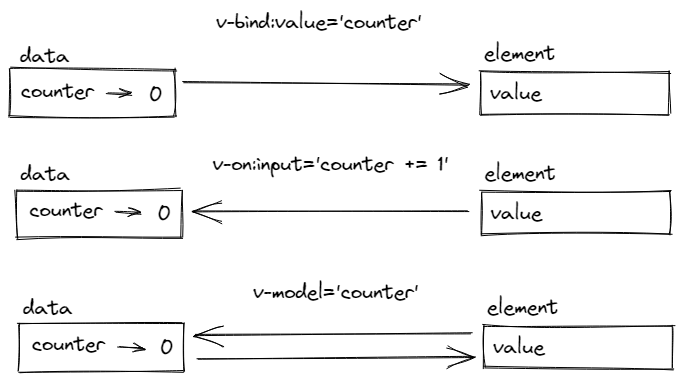 v-bind:value='counter'
data
element
counter → 0
value
v-on:input='counter += 1'
data
element
counter → 0
value
v-model='counter'
data
element
counter → 0
value